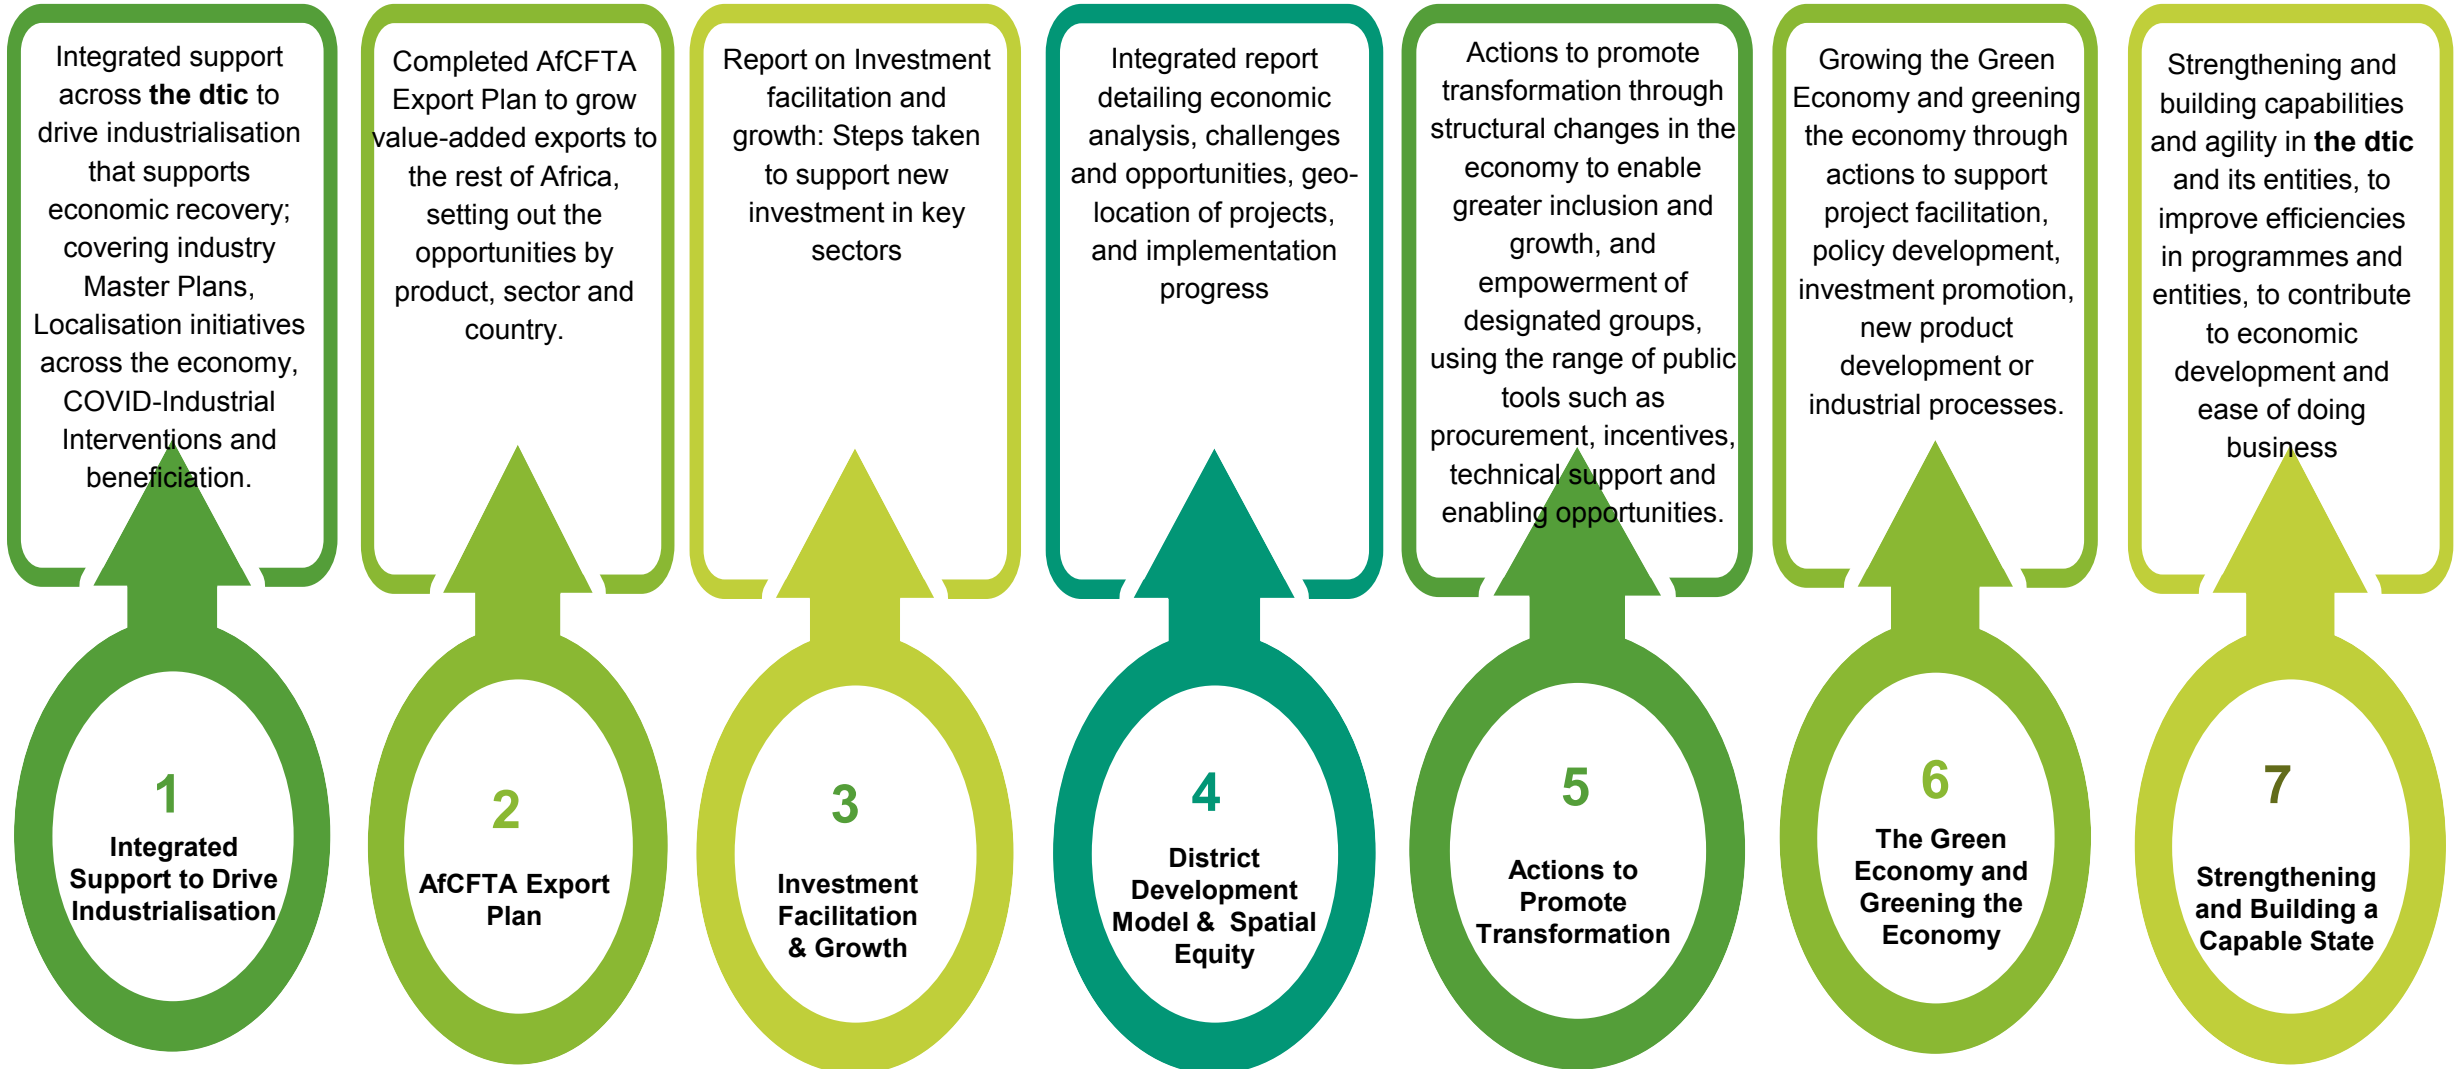 Integrated support
across the dtic to
drive industrialisation
that supports
economic recovery;
covering industry
Master Plans,
Localisation initiatives
across the economy,
COVID-Industrial
Interventions and
beneficiation.
Completed AfCFTA
Export Plan to grow
value-added exports to
the rest of Africa,
setting out the
opportunities by
product, sector and
country.
Report on Investment
facilitation and
growth: Steps taken
to support new
investment in key
sectors
Integrated report
detailing economic
analysis, challenges
and opportunities, geo-
location of projects,
and implementation
progress
Actions to promote
transformation through
structural changes in the
economy to enable
greater inclusion and
growth, and
empowerment of
designated groups,
using the range of public
tools such as
procurement, incentives,
technical support and
enabling opportunities.
Growing the Green
Economy and greening
the economy through
actions to support
project facilitation,
policy development,
investment promotion,
new product
development or
industrial processes.
Strengthening and
building capabilities
and agility in the dtic
and its entities, to
improve efficiencies
in programmes and
entities, to contribute
to economic
development and
ease of doing
business
1
Integrated
Support to Drive
Industrialisation
2
AfCFTA Export
Plan
3
Investment
Facilitation
& Growth
4
District
Development
Model & Spatial
Equity
5
Actions to
Promote
Transformation
6
The Green
Economy and
Greening the
Economy
7
Strengthening
and Building a
Capable State